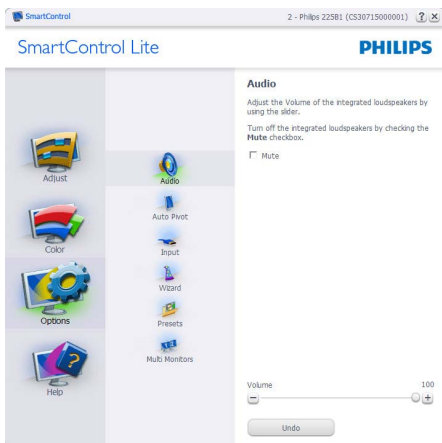 SmartControl
2 - Philips 225B1 (CS30715000001)
? X
SmartControl Lite
PHILIPS
Adjust
Color
Options
Help
Audio
Auto Pivot
Input
Wizard
Presets
Multi Monitors
Audio
Adjust the Volume of the integrated loudspeakers by
using the slider.
Turn off the integrated loudspeakers by checking the
Mute checkbox.
Mute
Volume 100
Undo